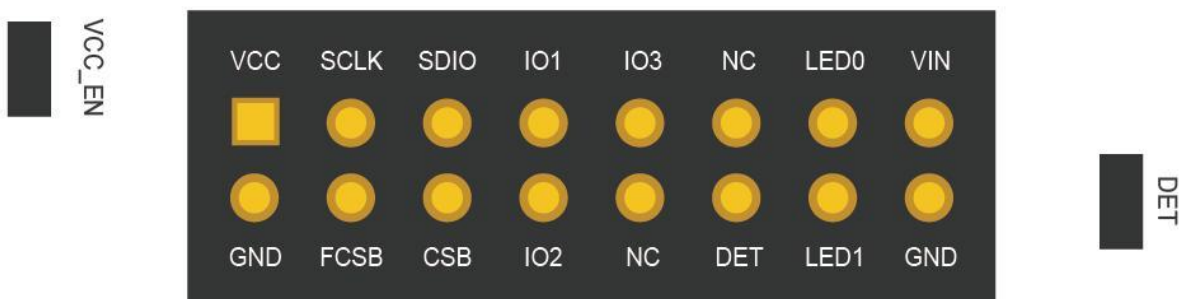 VCC_EN
VCC SCLK SDIO IO1 IO3 NC LED0 VIN
GND FCSB CSB IO2 NC DET LED1 GND
DET